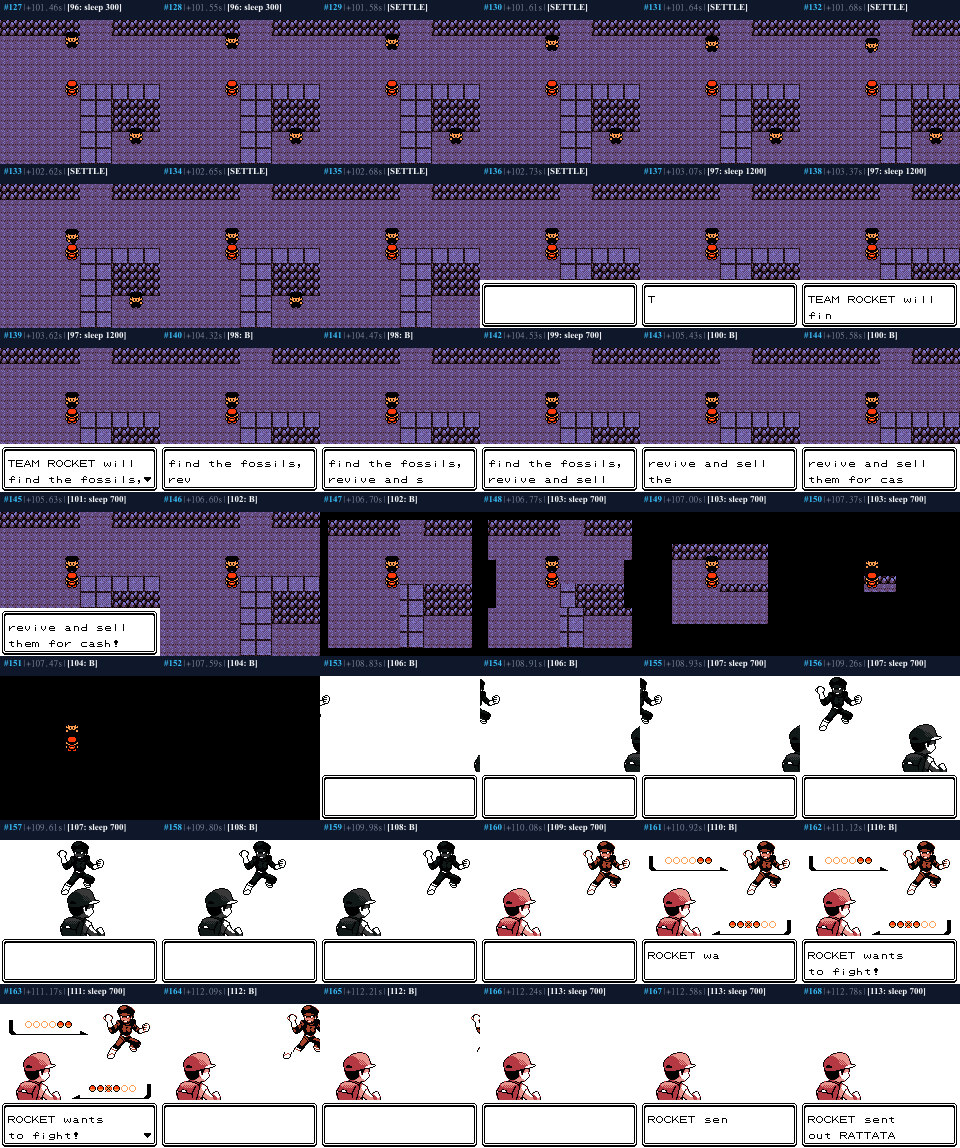 #127 | +101.46s | [96: sleep 300]
#128 | +101.55s | [96: sleep 300]
#129 | +101.58s | [SETTLE]
#130 | +101.61s | [SETTLE]
#131 | +101.64s | [SETTLE]
#132 | +101.68s | [SETTLE]
#133 | +102.62s | [SETTLE]
#134 | +102.65s | [SETTLE]
#135 | +102.68s | [SETTLE]
#136 | +102.73s | [SETTLE]
#137 | +103.07s | [97: sleep 1200]
#138 | +103.37s | [97: sleep 1200]
T
TEAM ROCKET will
fin
#139 | +103.62s | [97: sleep 1200]
#140 | +104.32s | [98: B]
#141 | +104.47s | [98: B]
#142 | +104.53s | [99: sleep 700]
#143 | +105.43s | [100: B]
#144 | +105.58s | [100: B]
TEAM ROCKET will
find the fossils,▼
find the fossils,
rev
find the fossils,
revive and s
find the fossils,
revive and sell
revive and sell
the
revive and sell
them for cas
#145 | +105.63s | [101: sleep 700]
#146 | +106.60s | [102: B]
#147 | +106.70s | [102: B]
#148 | +106.77s | [103: sleep 700]
#149 | +107.00s | [103: sleep 700]
#150 | +107.37s | [103: sleep 700]
revive and sell
them for cash!
#151 | +107.47s | [104: B]
#152 | +107.59s | [104: B]
#153 | +108.83s | [106: B]
#154 | +108.91s | [106: B]
#155 | +108.93s | [107: sleep 700]
#156 | +109.26s | [107: sleep 700]
#157 | +109.61s | [107: sleep 700]
#158 | +109.80s | [108: B]
#159 | +109.98s | [108: B]
#160 | +110.08s | [109: sleep 700]
#161 | +110.92s | [110: B]
#162 | +111.12s | [110: B]
ROCKET wa
ROCKET wants
to fight!
#163 | +111.17s | [111: sleep 700]
#164 | +112.09s | [112: B]
#165 | +112.21s | [112: B]
#166 | +112.24s | [113: sleep 700]
#167 | +112.58s | [113: sleep 700]
#168 | +112.78s | [113: sleep 700]
ROCKET wants
to fight! ▼
ROCKET sen
ROCKET sent
out RATTATA